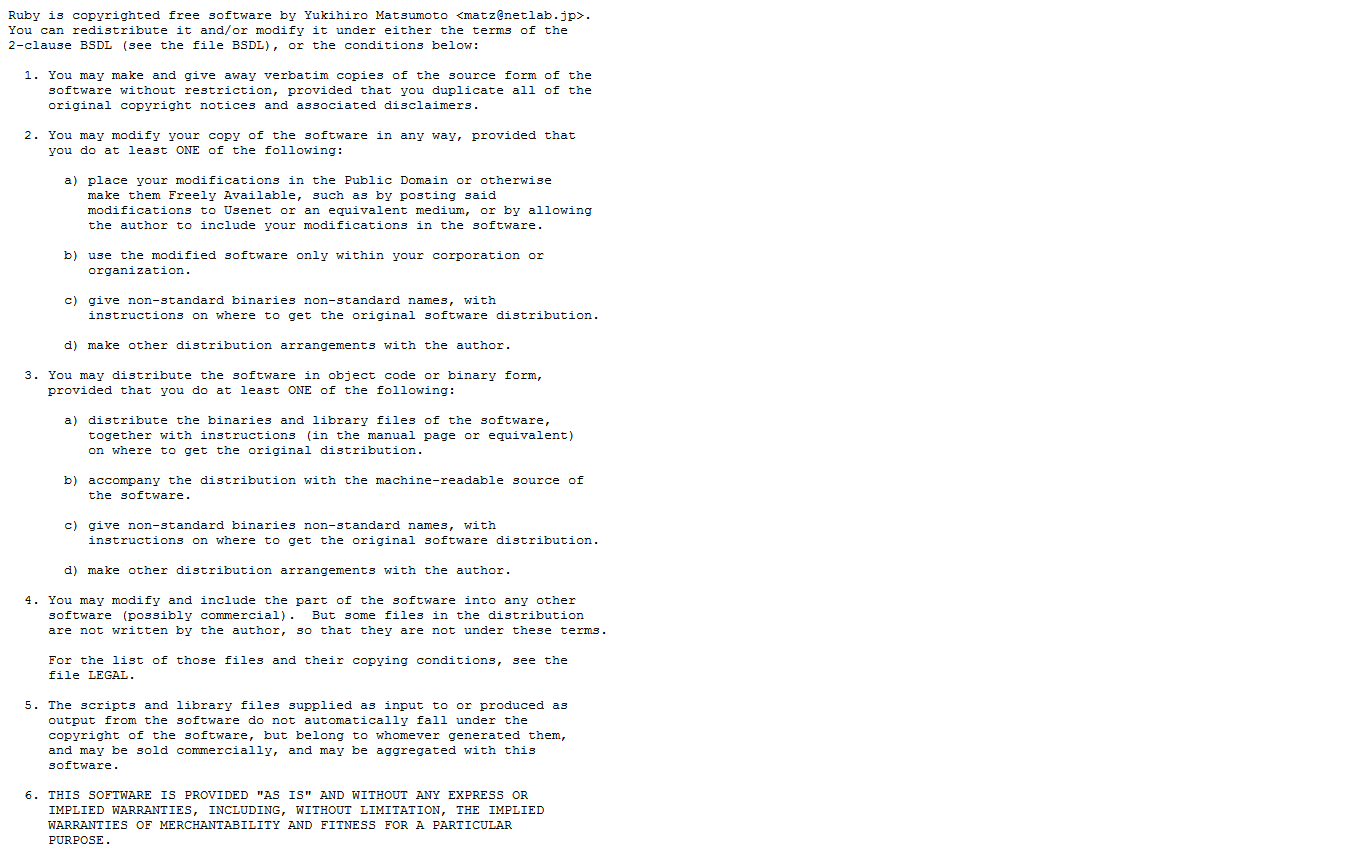 Ruby is copyrighted free software by Yukihiro Matsumoto <matz@netlab.jp>.
You can redistribute it and/or modify it under either the terms of the
2-clause BSDL (see the file BSDL), or the conditions below:
1. You may make and give away verbatim copies of the source form of the
software without restriction, provided that you duplicate all of the
original copyright notices and associated disclaimers.
2. You may modify your copy of the software in any way, provided that
you do at least ONE of the following:
a) place your modifications in the Public Domain or otherwise
make them Freely Available, such as by posting said
modifications to Usenet or an equivalent medium, or by allowing
the author to include your modifications in the software.
b) use the modified software only within your corporation or
organization.
c) give non-standard binaries non-standard names, with
instructions on where to get the original software distribution.
d) make other distribution arrangements with the author.
3. You may distribute the software in object code or binary form,
provided that you do at least ONE of the following:
a) distribute the binaries and library files of the software,
together with instructions (in the manual page or equivalent)
on where to get the original distribution.
b) accompany the distribution with the machine-readable source of
the software.
c) give non-standard binaries non-standard names, with
instructions on where to get the original software distribution.
d) make other distribution arrangements with the author.
4. You may modify and include the part of the software into any other
software (possibly commercial).  But some files in the distribution
are not written by the author, so that they are not under these terms.
For the list of those files and their copying conditions, see the
file LEGAL.
5. The scripts and library files supplied as input to or produced as
output from the software do not automatically fall under the
copyright of the software, but belong to whomever generated them,
and may be sold commercially, and may be aggregated with this
software.
6. THIS SOFTWARE IS PROVIDED "AS IS" AND WITHOUT ANY EXPRESS OR
IMPLIED WARRANTIES, INCLUDING, WITHOUT LIMITATION, THE IMPLIED
WARRANTIES OF MERCHANTABILITY AND FITNESS FOR A PARTICULAR
PURPOSE.